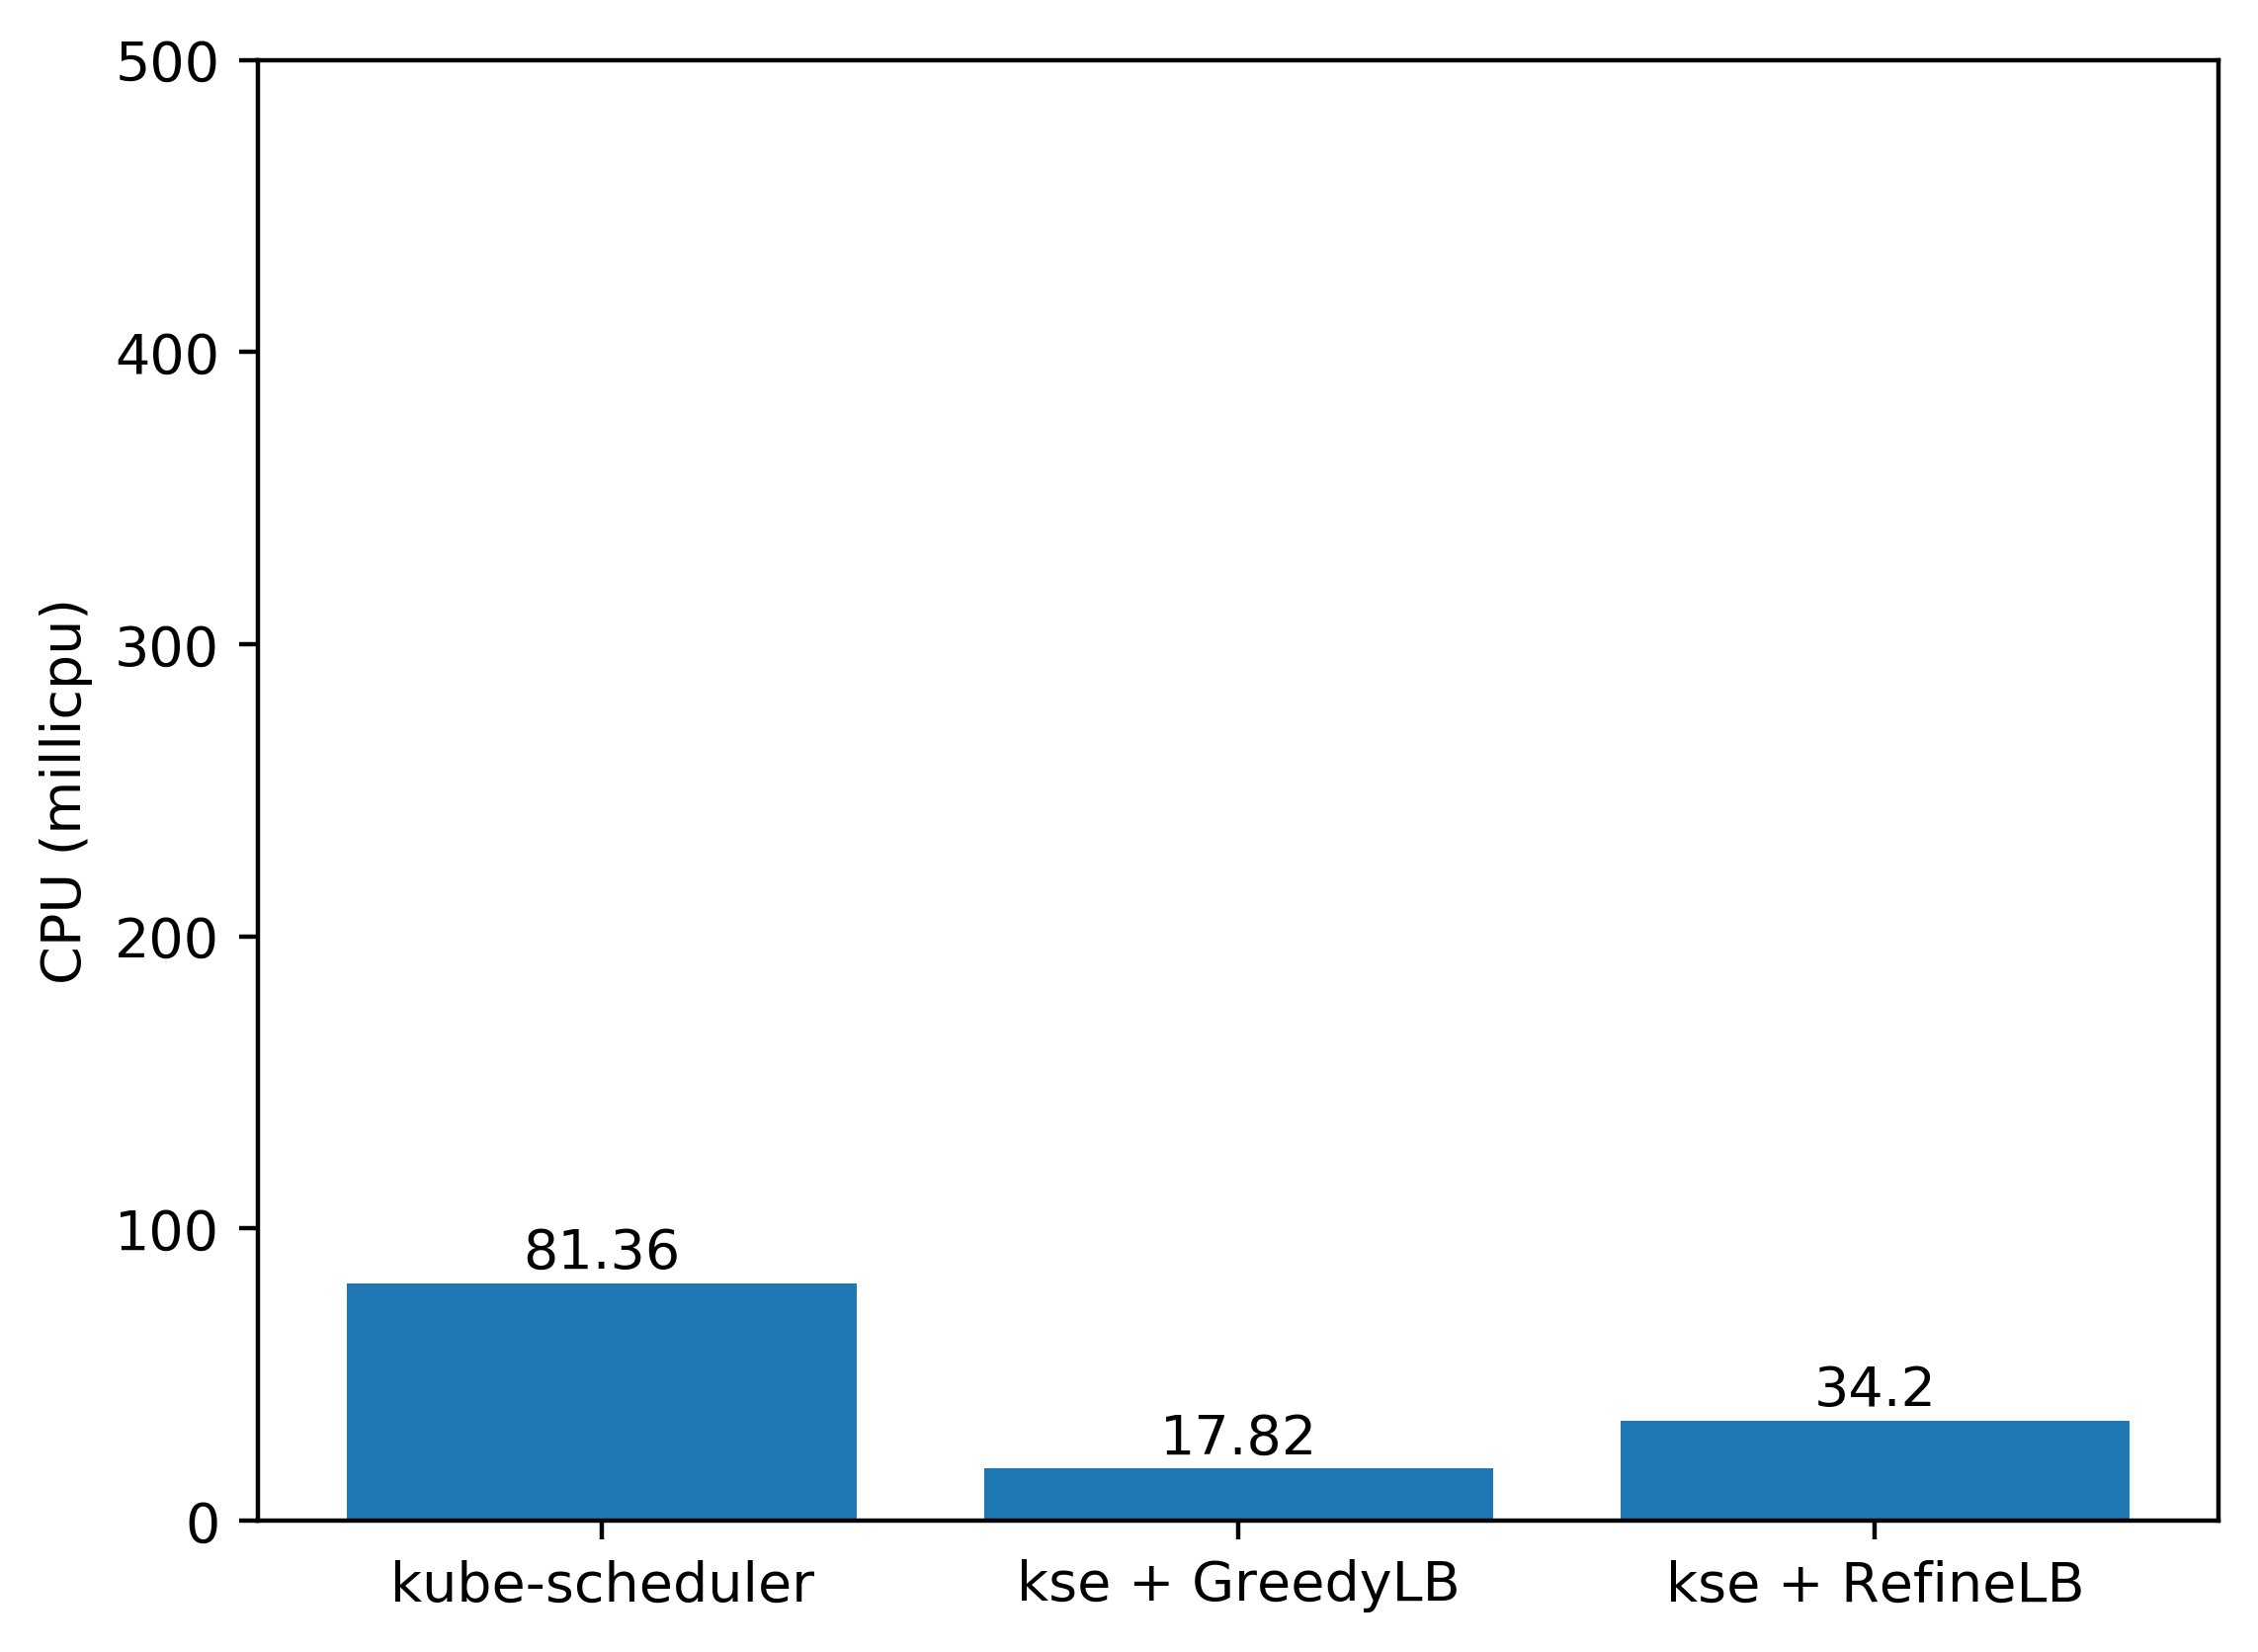 500
400
300
200
100
0
CPU (millicpu)
81.36
17.82
34.2
kube-scheduler
kse + GreedyLB
kse + RefineLB